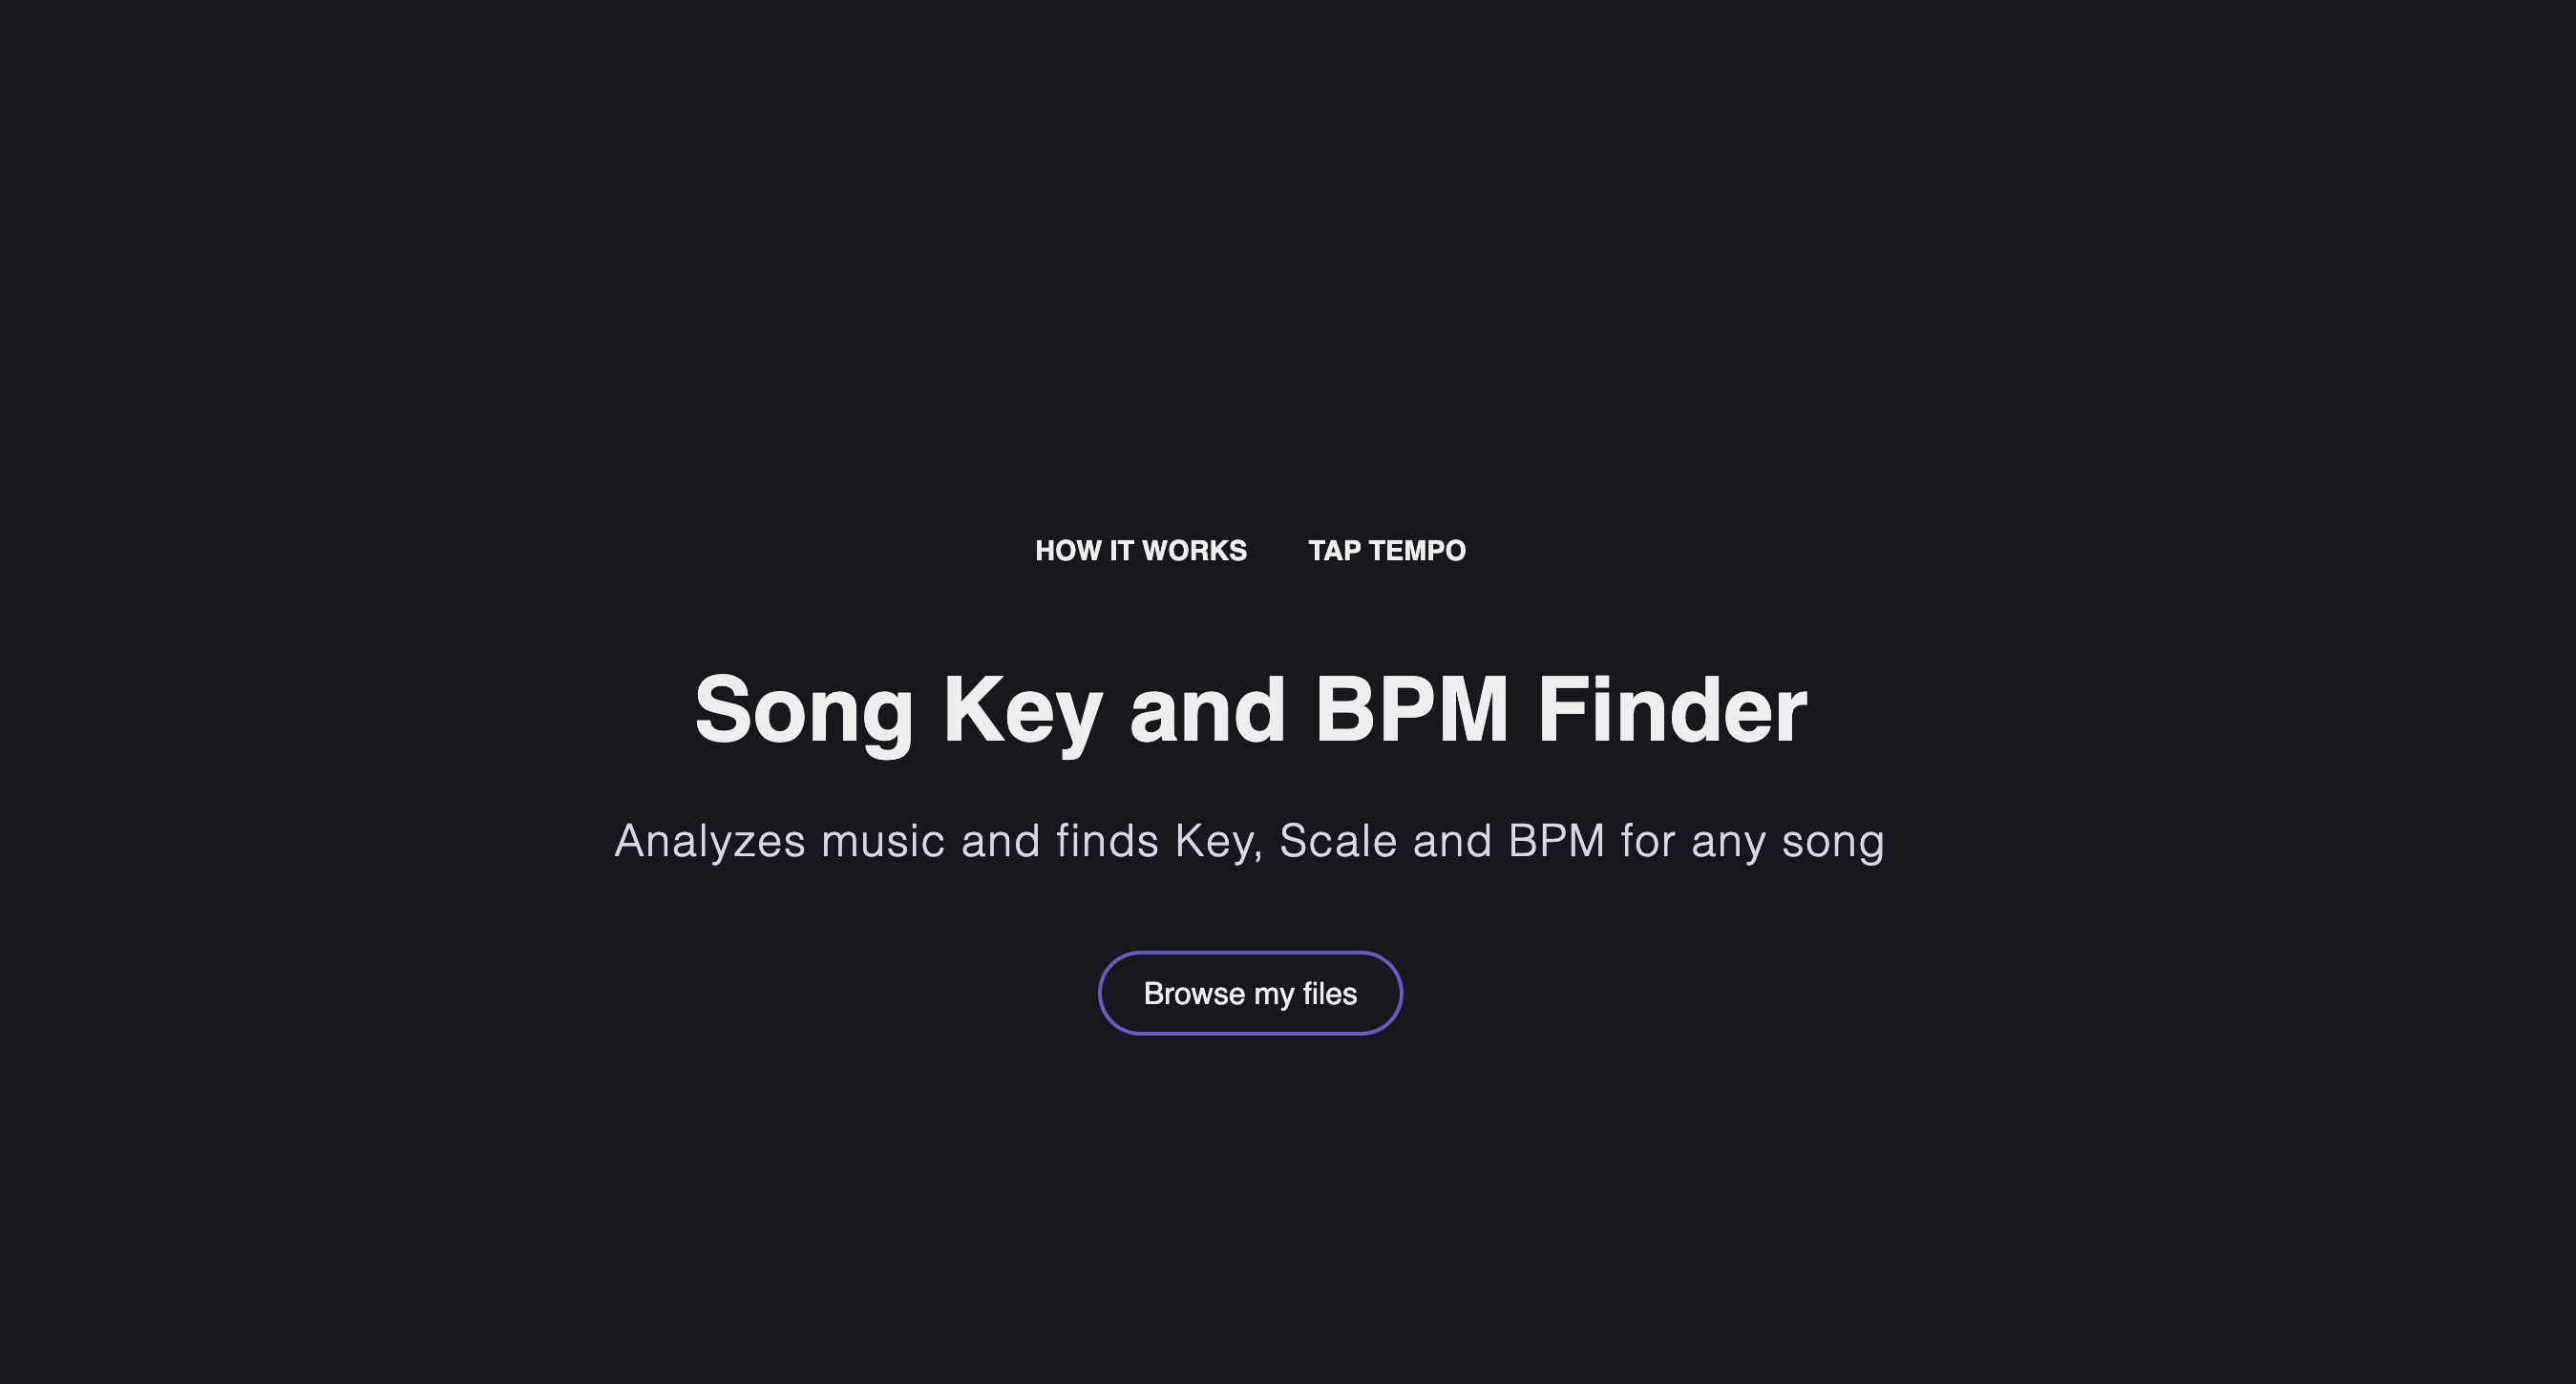 HOW IT WORKS TAP TEMPO
Song Key and BPM Finder
Analyzes music and finds Key, Scale and BPM for any song
Browse my files